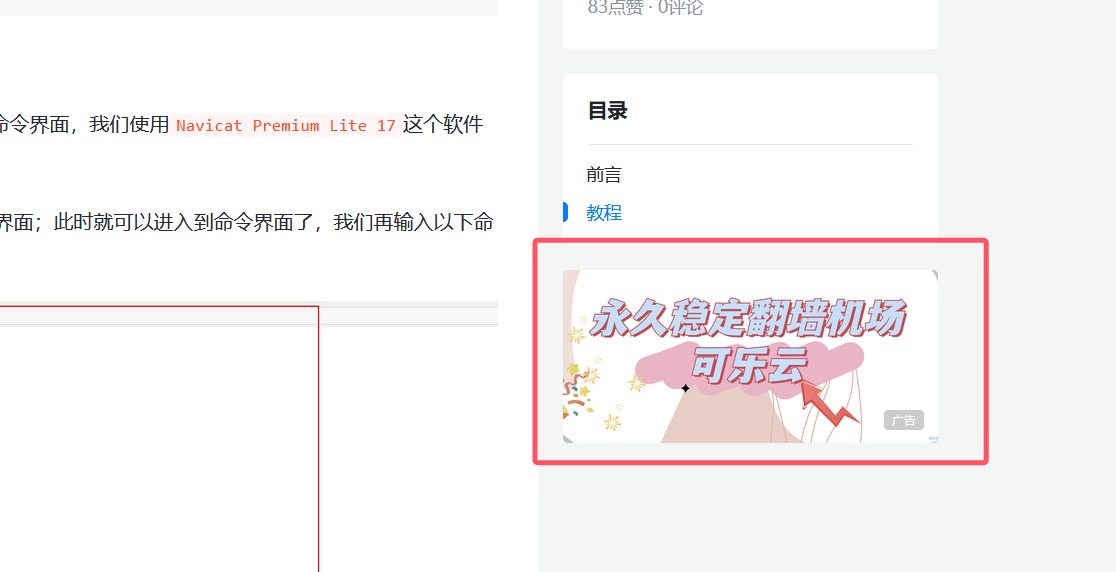 83点赞 · 0评论
目录
前言
教程
命令界面，我们使用 Navicat Premium Lite 17 这个软件
界面；此时就可以进入到命令界面了，我们再输入以下命
永久稳定翻墙机场
可乐云
广告